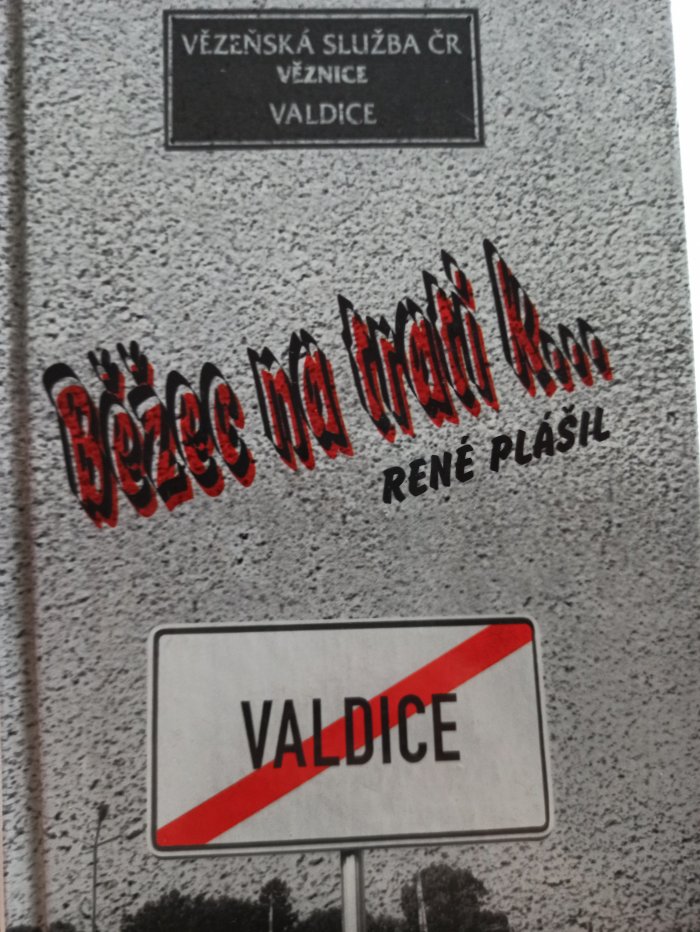 VĚZEŇSKÁ SLUŽBA ČR
VĚZNICE
VALDICE
Běžec na trati K...
RENÉ PLÁŠIL
VALDICE